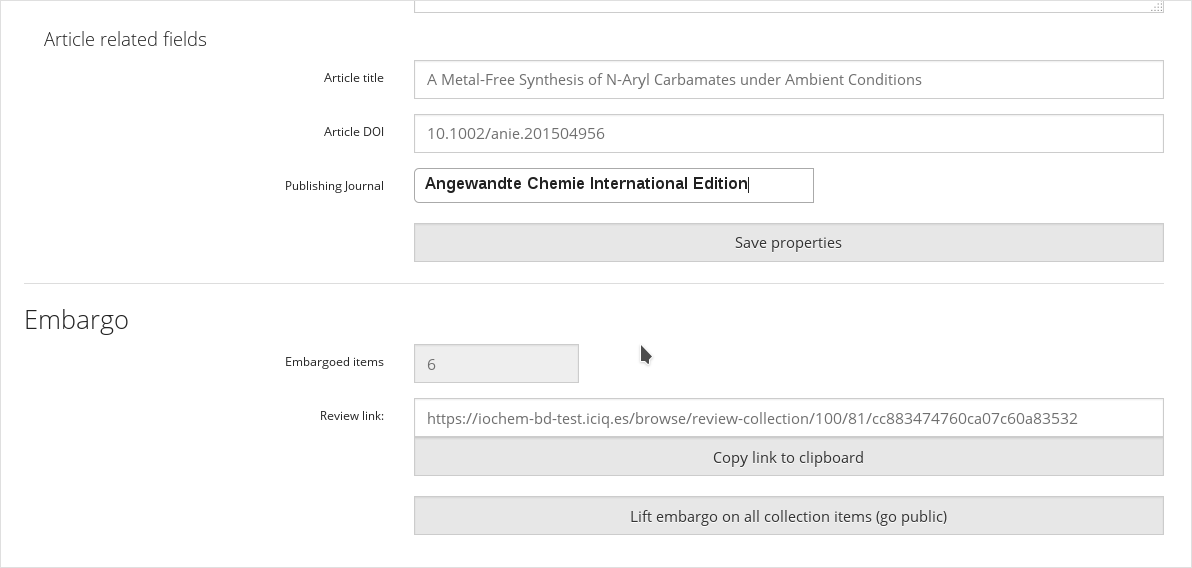 Article related fields
Article title
A Metal-Free Synthesis of N-Aryl Carbamates under Ambient Conditions
Article DOI
10.1002/anie.201504956
Publishing Journal
Angewandte Chemie International Edition
Save properties
Embargo
Embargoed items
6
Review link:
https://iochem-bd-test.iciq.es/browse/review-collection/100/81/cc883474760ca07c60a83532
Copy link to clipboard
Lift embargo on all collection items (go public)